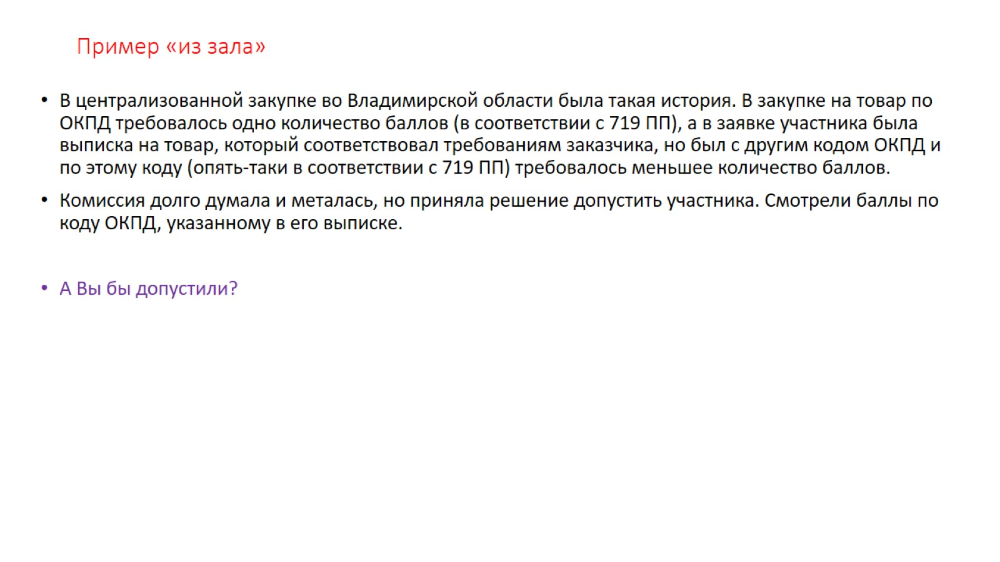 Пример «из зала»
• В централизованной закупке во Владимирской области была такая история. В закупке на товар по
ОКПД требовалось одно количество баллов (в соответствии с 719 ПП), а в заявке участника была
выписка на товар, который соответствовал требованиям заказчика, но был с другим кодом ОКПД и
по этому коду (опять-таки в соответствии с 719 ПП) требовалось меньшее количество баллов.
• Комиссия долго думала и металась, но приняла решение допустить участника. Смотрели баллы по
коду ОКПД, указанному в его выписке.
• А Вы бы допустили?